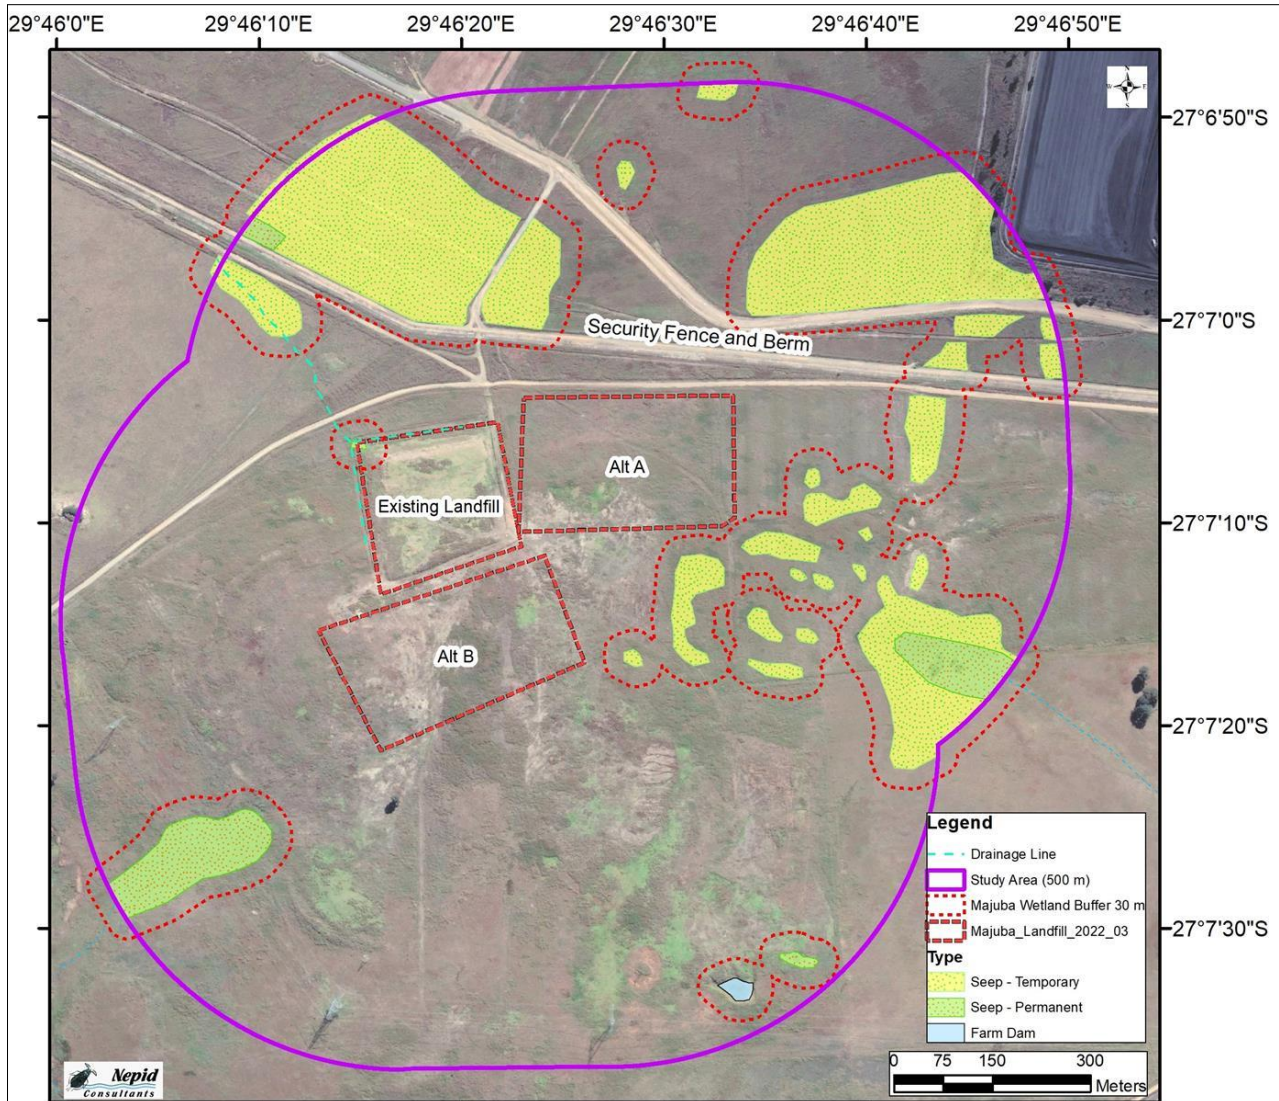 29°46'0"E 29°46'10"E 29°46'20"E 29°46'30"E 29°46'40"E 29°46'50"E
N
W E
S
27°6'50"S
27°7'0"S
Security Fence and Berm
Alt A
Existing Landfill
27°7'10"S
Alt B
27°7'20"S
Legend
Drainage Line
Study Area (500 m)
Majuba Wetland Buffer 30 m
Majuba_Landfill_2022_03
27°7'30"S
Type
Seep - Temporary
Seep - Permanent
Farm Dam
0 75 150 300
Meters
Nepid
Consultants